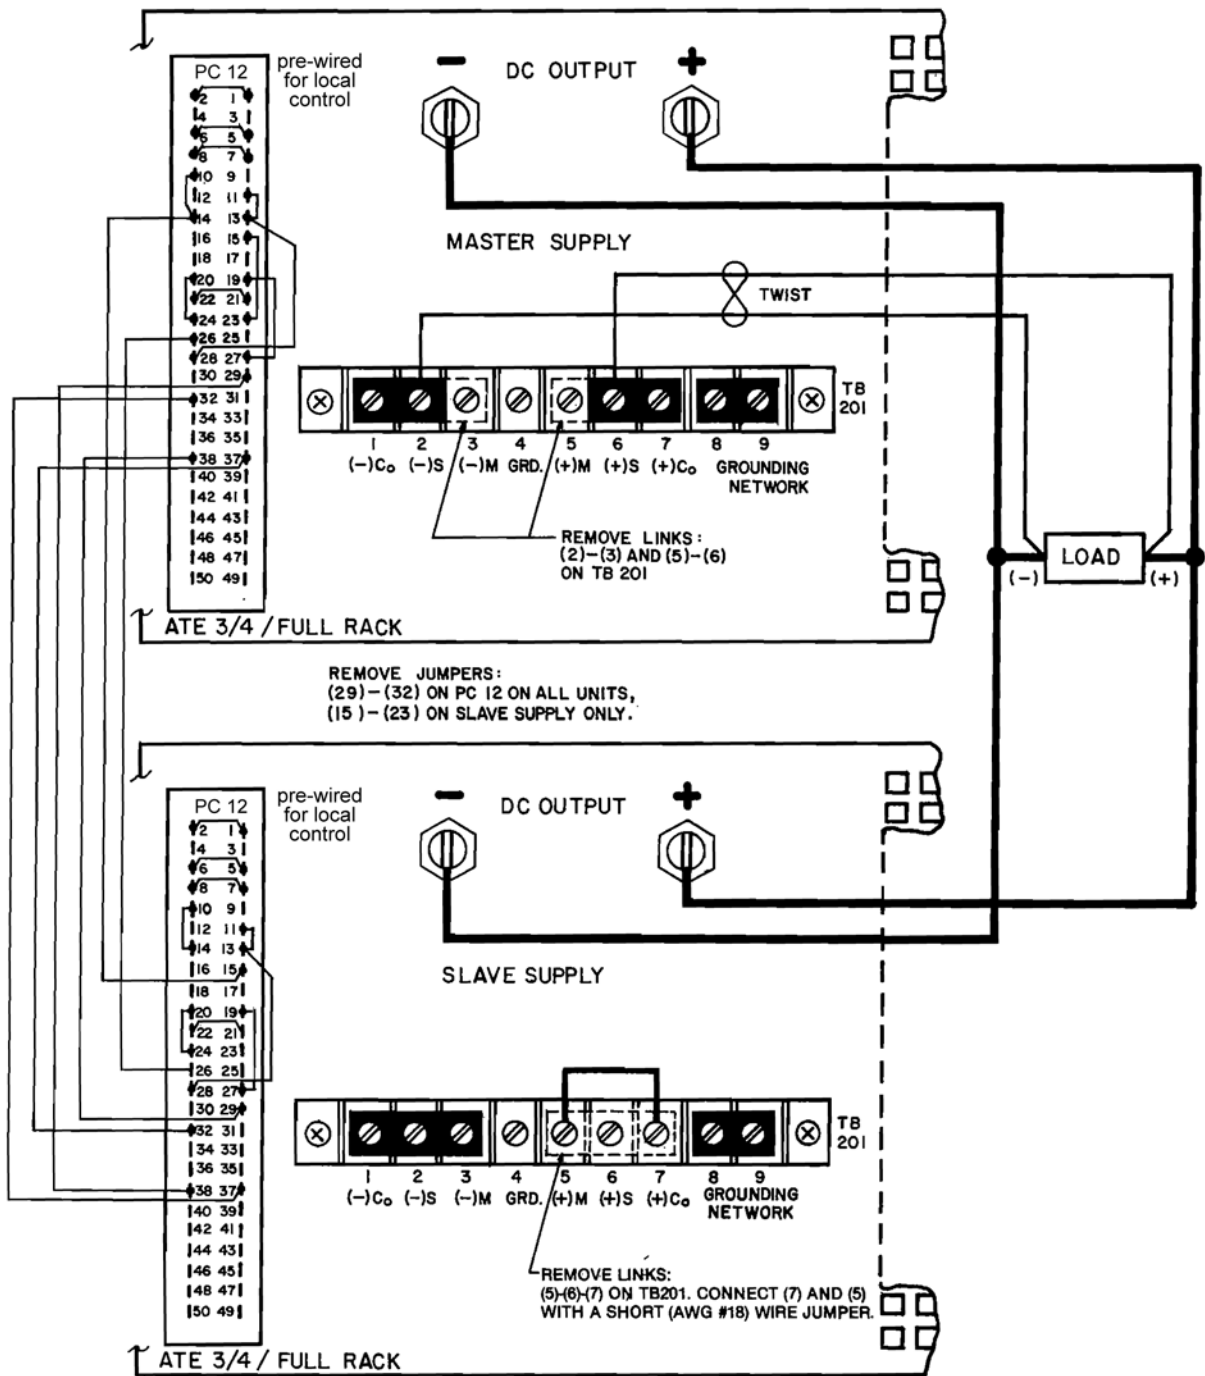 PC 12
pre-wired
for local
control
− DC OUTPUT +
2 1
4 3
6 5
8 7
10 9
12 11
14 13
16 15
18 17
20 19
22 21
24 23
26 25
28 27
30 29
32 31
34 33
36 35
38 37
40 39
42 41
44 43
46 45
48 47
50 49
MASTER SUPPLY
TWIST
TB
201
1 2 3 4 5 6 7 8 9
(−)Co (−)S (−)M GRD. (+)M (+)S (+)Co GROUNDING
NETWORK
REMOVE LINKS:
(2)-(3) AND (5)-(6)
ON TB 201
LOAD
(−) (+)
ATE 3/4 / FULL RACK
REMOVE JUMPERS:
(29)-(32) ON PC 12 ON ALL UNITS,
(15)-(23) ON SLAVE SUPPLY ONLY.
PC 12
pre-wired
for local
control
− DC OUTPUT +
2 1
4 3
6 5
8 7
10 9
12 11
14 13
16 15
18 17
20 19
22 21
24 23
26 25
28 27
30 29
32 31
34 33
36 35
38 37
40 39
42 41
44 43
46 45
48 47
50 49
SLAVE SUPPLY
TB
201
1 2 3 4 5 6 7 8 9
(−)Co (−)S (−)M GRD. (+)M (+)S (+)Co GROUNDING
NETWORK
REMOVE LINKS:
(5)-(6)-(7) ON TB201. CONNECT (7) AND (5)
WITH A SHORT (AWG #18) WIRE JUMPER.
ATE 3/4 / FULL RACK